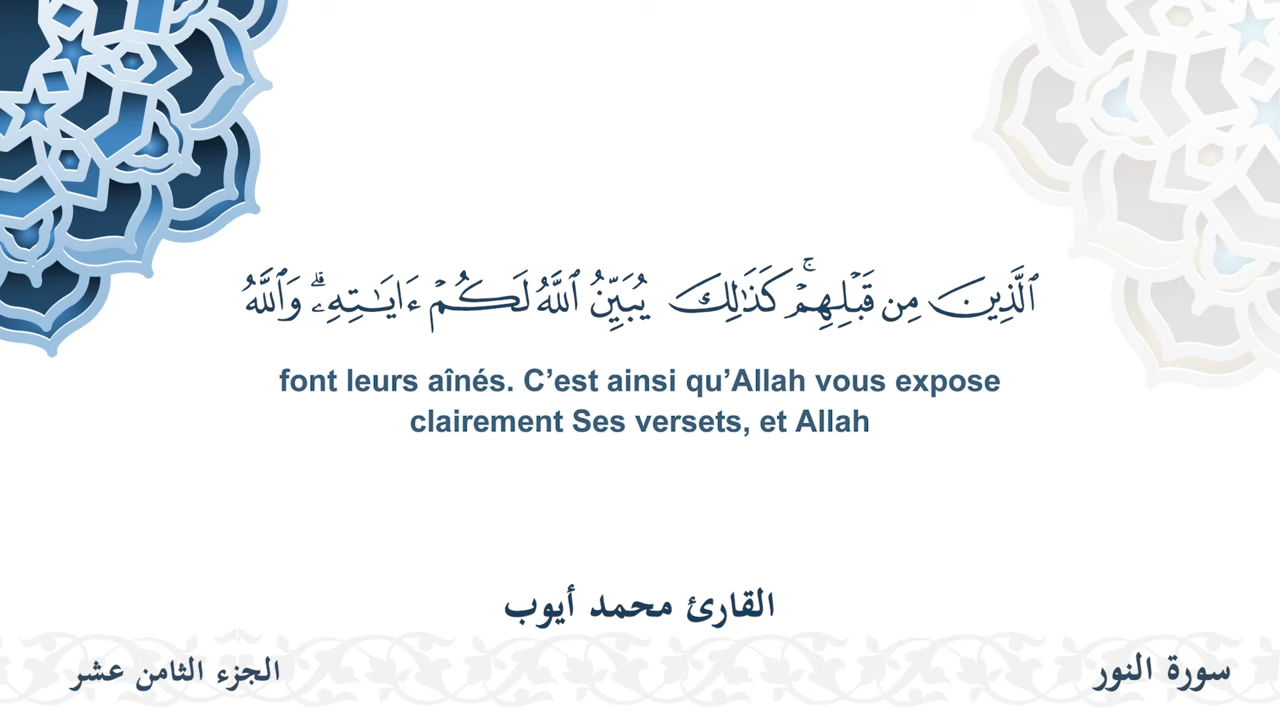 ٱلَّذِينَ مِن قَبۡلِهِمۡۚ كَذَٰلِكَ يُبَيِّنُ ٱللَّهُ لَكُمۡ ءَايَٰتِهِۦۗ وَٱللَّهُ
font leurs aînés. C’est ainsi qu’Allah vous expose
clairement Ses versets, et Allah
القارئ محمد أيوب
سورة النور
الجزء الثامن عشر